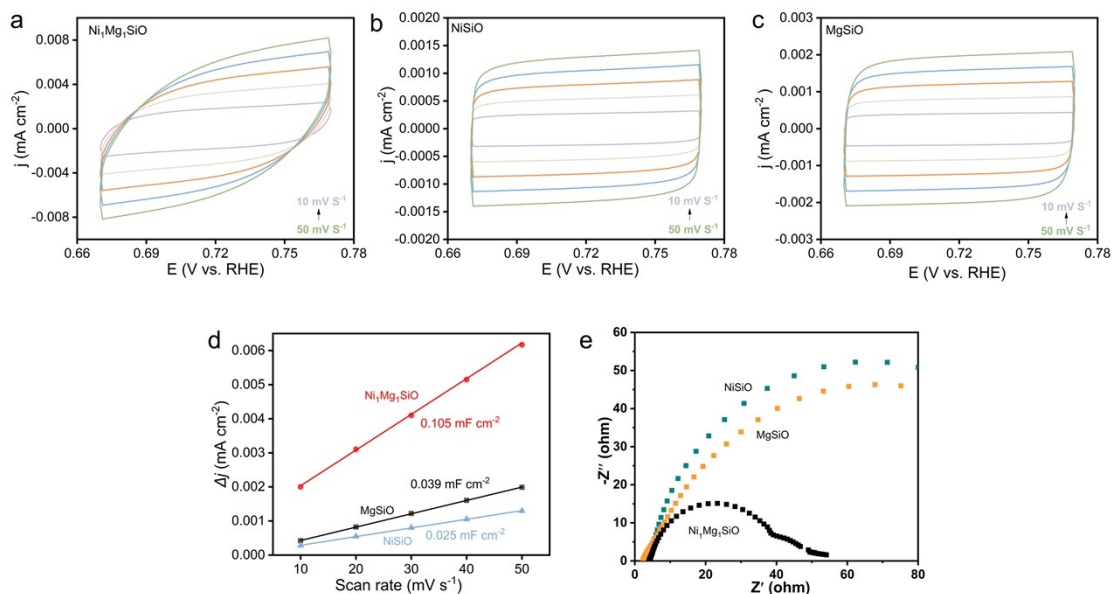 a
Ni₁Mg₁SiO
0.008
0.004
0.000
-0.004
-0.008
j (mA cm⁻²)
10 mV S⁻¹
50 mV S⁻¹
0.66 0.69 0.72 0.75 0.78
E (V vs. RHE)
b
NiSiO
0.0020
0.0015
0.0010
0.0005
0.0000
-0.0005
-0.0010
-0.0015
-0.0020
j (mA cm⁻²)
10 mV S⁻¹
50 mV S⁻¹
0.66 0.69 0.72 0.75 0.78
E (V vs. RHE)
c
MgSiO
0.003
0.002
0.001
0.000
-0.001
-0.002
-0.003
j (mA cm⁻²)
10 mV S⁻¹
50 mV S⁻¹
0.66 0.69 0.72 0.75 0.78
E (V vs. RHE)
d
0.006
0.005
0.004
0.003
0.002
0.001
0.000
Δj (mA cm⁻²)
Ni₁Mg₁SiO
0.105 mF cm⁻²
0.039 mF cm⁻²
MgSiO
NiSiO
0.025 mF cm⁻²
10 20 30 40 50
Scan rate (mV s⁻¹)
e
60
50
40
30
20
10
0
-Z'' (ohm)
NiSiO
MgSiO
Ni₁Mg₁SiO
0 20 40 60 80
Z' (ohm)